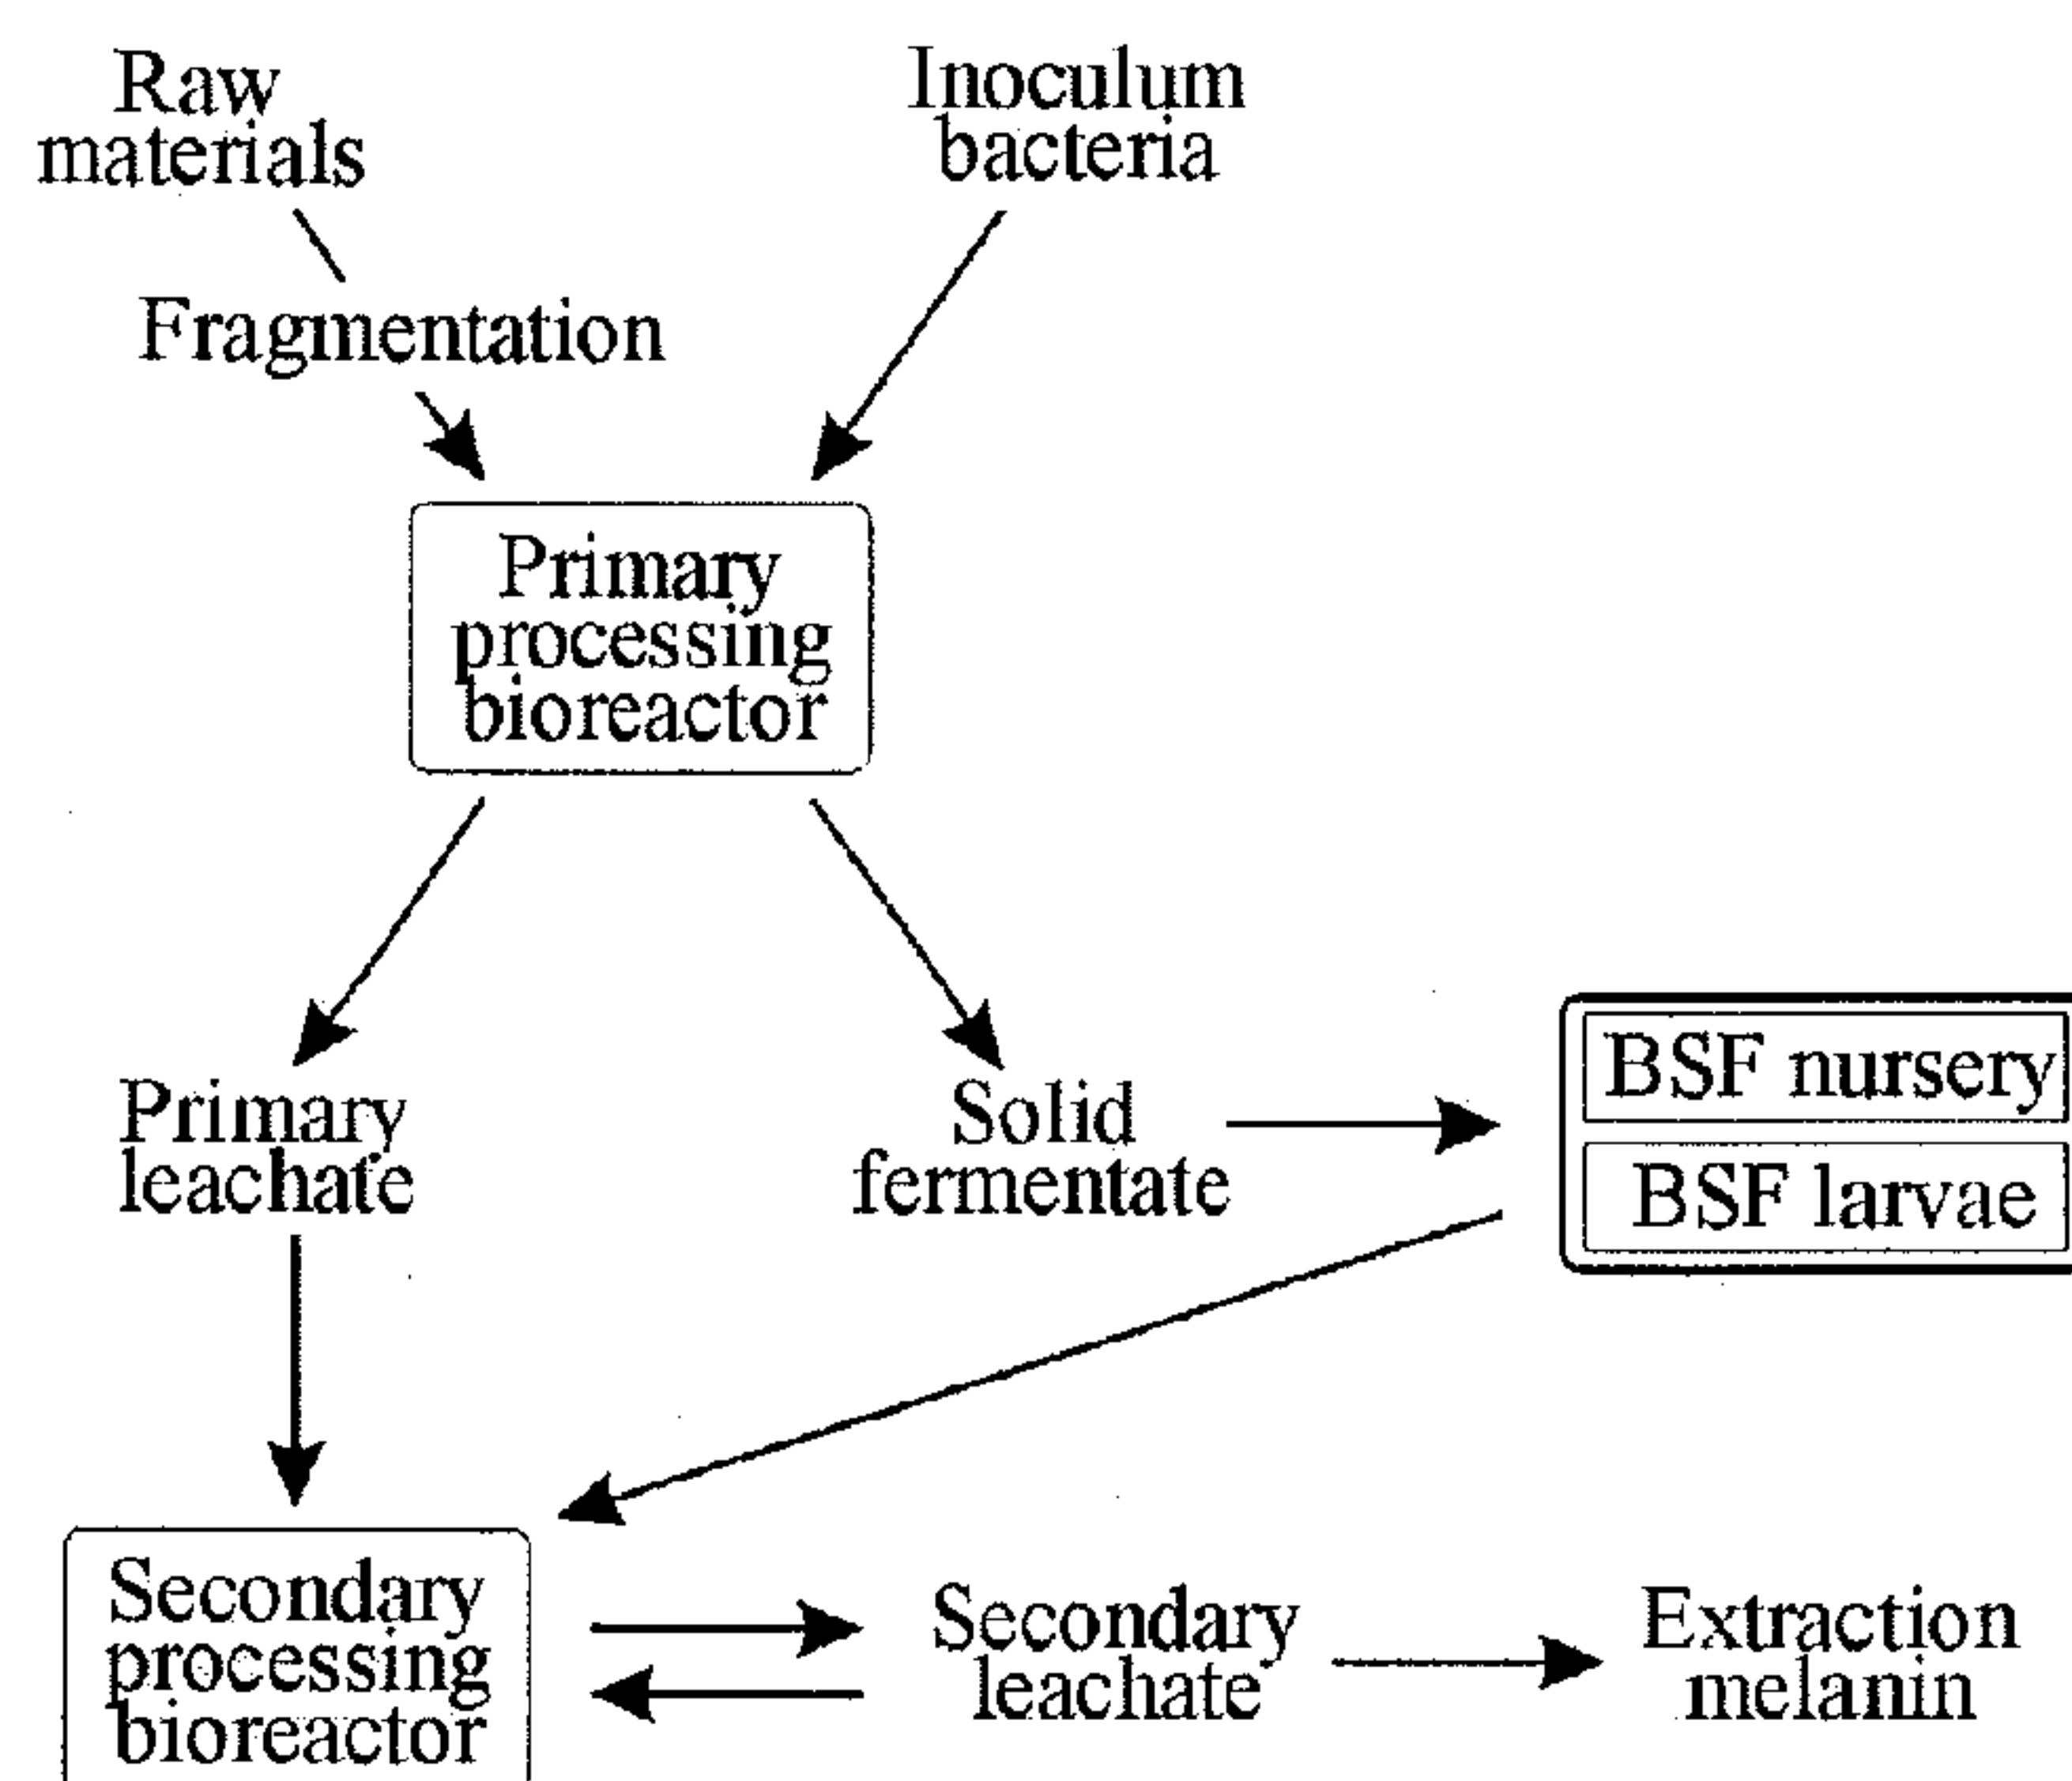 Raw
materials
Inoculum
bacteria
Fragmentation
Primary
processing
bioreactor
Primary
leachate
Solid
fermentate
BSF nursery
BSF larvae
Secondary
processing
bioreactor
Secondary
leachate
Extraction
melanin